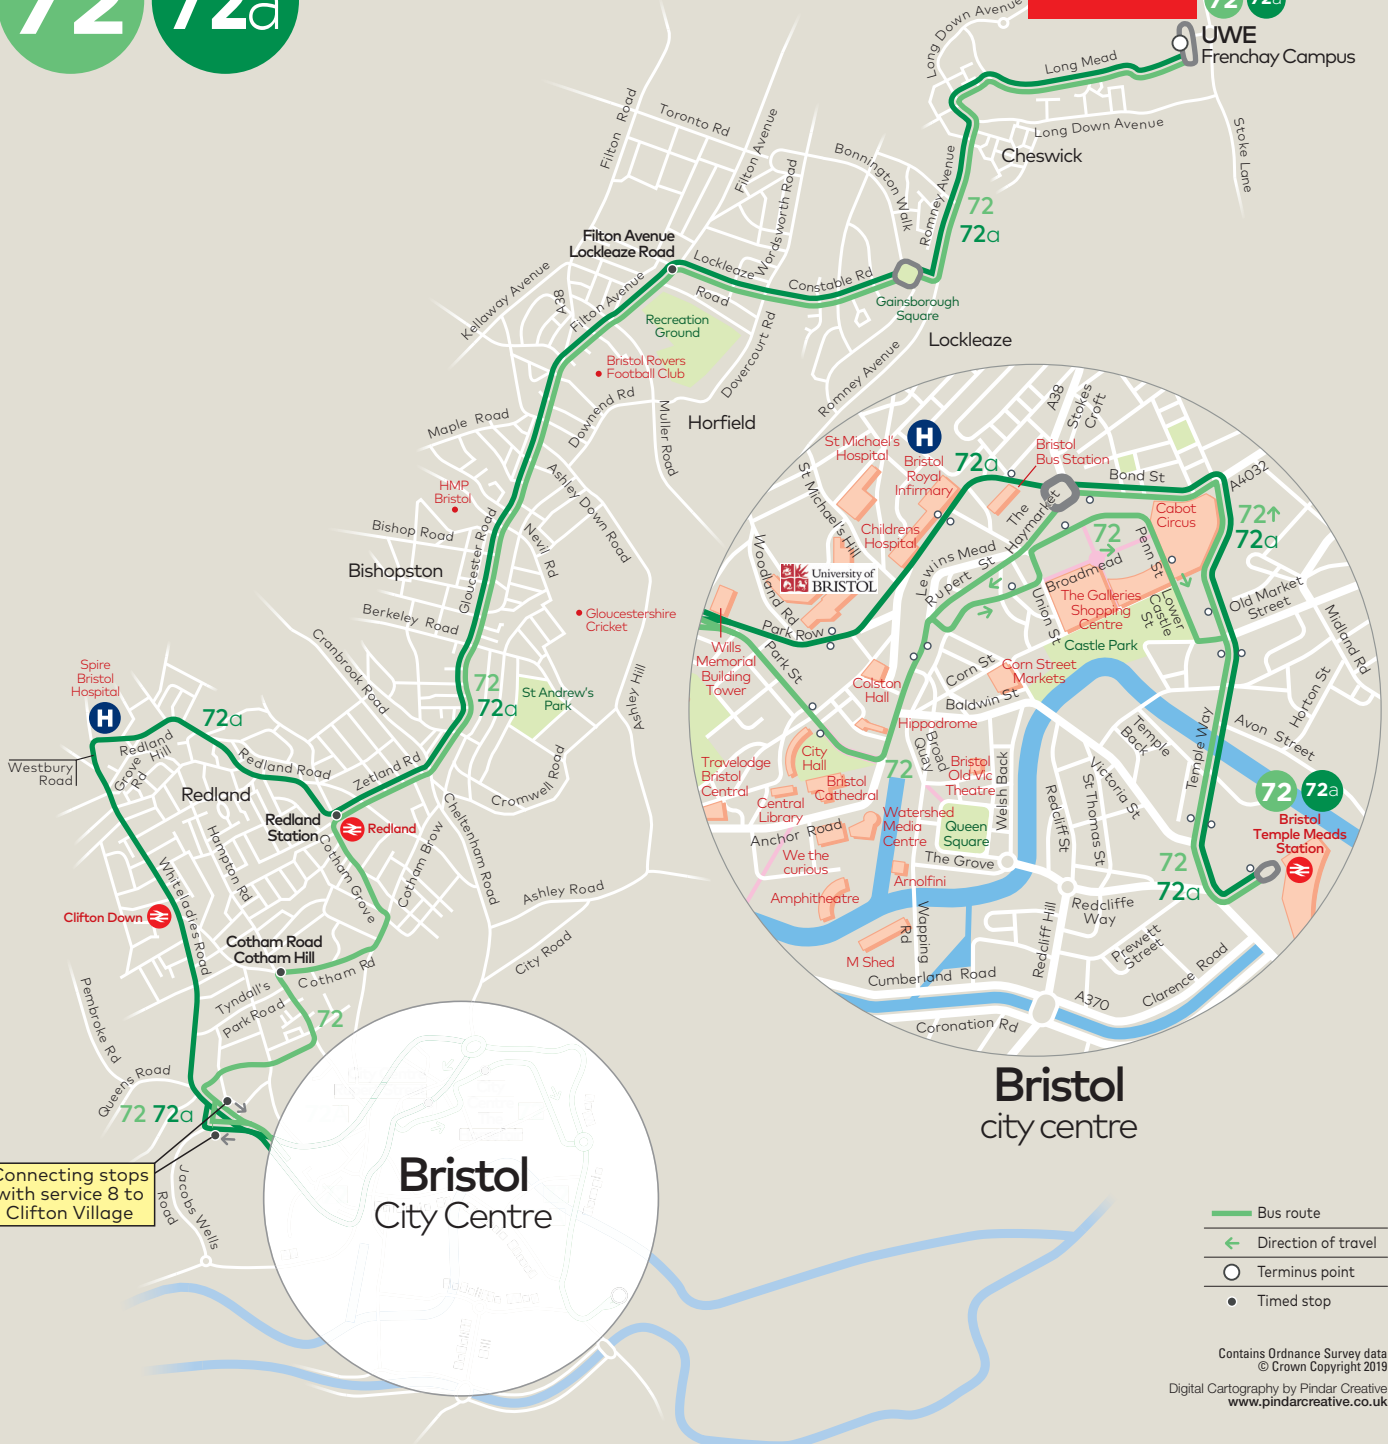 72
72a
72
72a
UWE
Frenchay Campus
Long Down Avenue
Long Mead
Long Down Avenue
Stoke Lane
Cheswick
Filton Road
Toronto Rd
Filton Avenue
Wordsworth Road
Bonnington Walk
Romney Avenue
72
72a
Filton Avenue
Lockleaze Road
Lockleaze
Road
Constable Rd
Gainsborough
Square
Lockleaze
Kellaway Avenue
A38
Filton Avenue
Recreation
Ground
Bristol Rovers
Football Club
Dovercourt Rd
Romney Avenue
Downend Rd
Muller Road
Horfield
Maple Road
HMP
Bristol
Ashley Down Road
Bishop Road
Nevil Rd
Gloucester Road
Bishopston
Berkeley Road
Gloucestershire
Cricket
Cranbrook Road
Ashley Hill
72
72a
St Andrew's
Park
Spire
Bristol
Hospital
H
72a
Redland
Hill
Grove
Rd
Westbury
Road
Redland Road
Zetland Rd
Redland
Redland
Station
Redland
Cromwell Road
Cheltenham Road
Cotham Brow
Cotham Grove
Hampton Rd
Whiteladies Road
Clifton Down
Ashley Road
City Road
Cotham Road
Cotham Hill
Cotham Rd
Tyndall's
Park Road
72
Pembroke Rd
Queens Road
72 72a
Connecting stops
with service 8 to
Clifton Village
Jacobs Wells
Road
Bristol
City Centre
St Michael's
Hospital
H
Bristol
Royal
Infirmary
72a
Bristol
Bus Station
A38
Stokes
Croft
Bond St
A4032
St Michael's Hill
Childrens
Hospital
The
Haymarket
Cabot
Circus
72
72a
72
Penn St
Woodland Rd
University of
BRISTOL
Lewins Mead
Rupert St
Broadmead
The Galleries
Shopping
Centre
Union St
Lower
Castle
St
Old Market
Street
Midland Rd
Park Row
Castle Park
Wills
Memorial
Building
Tower
Park St
Corn St
Corn Street
Markets
Colston
Hall
Baldwin St
Horton St
Hippodrome
Avon Street
Temple
Back
Temple Way
Broad
Quay
City
Hall
72
Bristol
Old Vic
Theatre
Welsh Back
Victoria St
St Thomas St
Redcliff St
Travelodge
Bristol
Central
Bristol
Cathedral
Central
Library
Watershed
Media
Centre
Queen
Square
72
72a
Bristol
Temple Meads
Station
Anchor Road
We the
curious
The Grove
72
72a
Arnolfini
Amphitheatre
Redcliffe
Way
Wapping
Rd
Redcliff Hill
Prewett
Street
M Shed
Cumberland Road
A370
Clarence Road
Coronation Rd
Bristol
city centre
Bus route
Direction of travel
Terminus point
Timed stop
Contains Ordnance Survey data
© Crown Copyright 2019
Digital Cartography by Pindar Creative
www.pindarcreative.co.uk